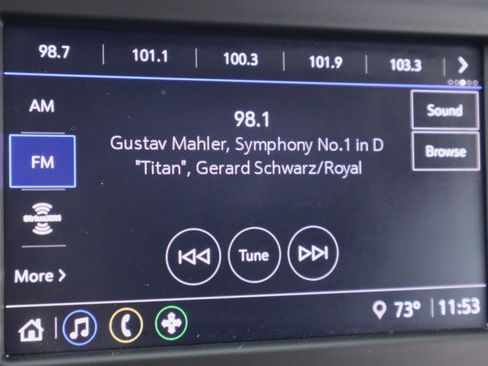 98.7 101.1 100.3 101.9 103.3
AM
98.1
Sound
Gustav Mahler, Symphony No.1 in D
"Titan", Gerard Schwarz/Royal
Browse
FM
SiriusXM
Tune
More
73° 11:53